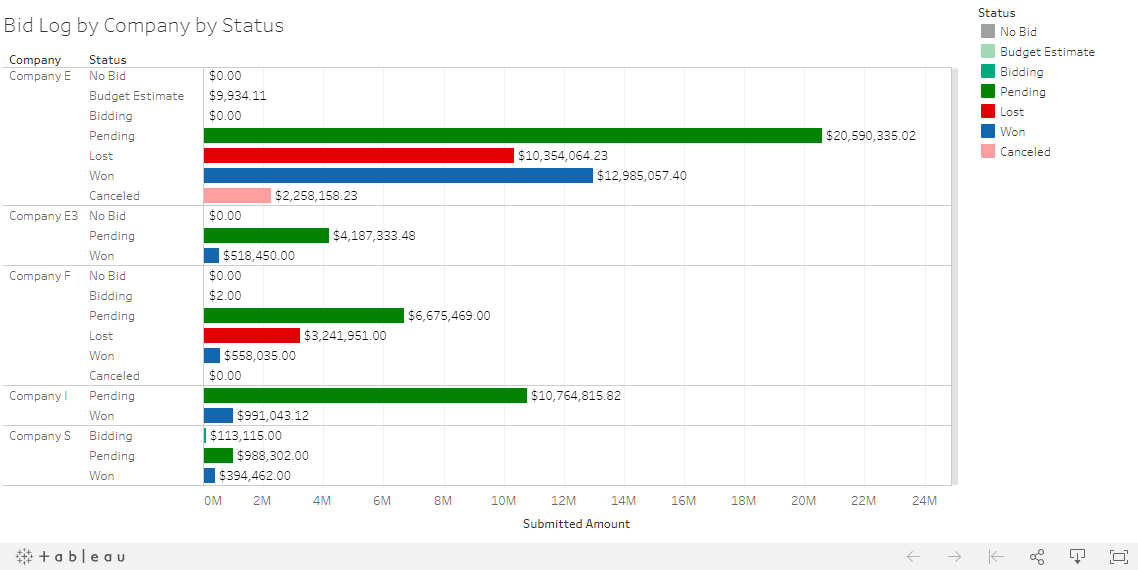 Bid Log by Company by Status
Company Status
Company E No Bid $0.00
Budget Estimate $9,934.11
Bidding $0.00
Pending $20,590,335.02
Lost $10,354,064.23
Won $12,985,057.40
Canceled $2,258,158.23
Company E3 No Bid $0.00
Pending $4,187,333.48
Won $518,450.00
Company F No Bid $0.00
Bidding $2.00
Pending $6,675,469.00
Lost $3,241,951.00
Won $558,035.00
Canceled $0.00
Company I Pending $10,764,815.82
Won $991,043.12
Company S Bidding $113,115.00
Pending $988,302.00
Won $394,462.00
0M 2M 4M 6M 8M 10M 12M 14M 16M 18M 20M 22M 24M
Submitted Amount
Status
No Bid
Budget Estimate
Bidding
Pending
Lost
Won
Canceled
+ableau